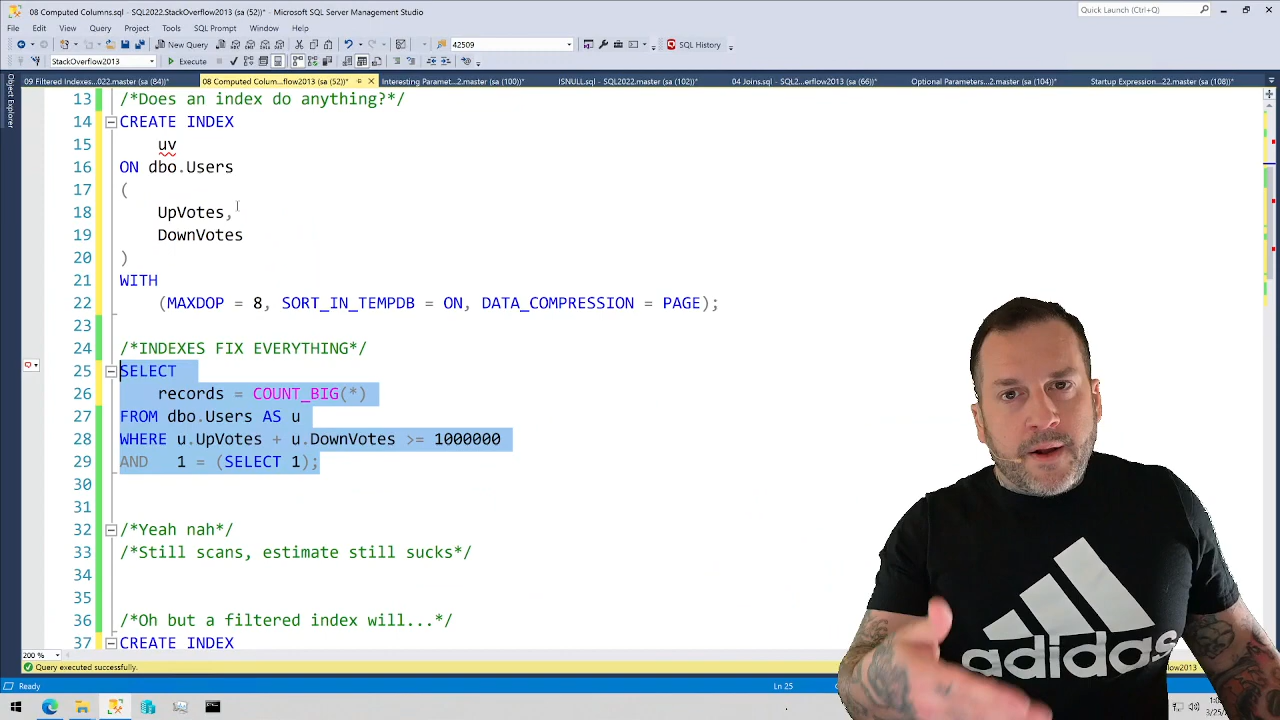 08 Computed Columns.sql - SQL2022.StackOverflow2013 (sa (52))* - Microsoft SQL Server Management Studio
Quick Launch (Ctrl+Q)
File Edit View Query Project Tools SQL Prompt Window Help
New Query 42509 SQL History
StackOverflow2013 Execute
09 Filtered Indexes...022.master (84))* 08 Computed Colum...flow2013 (sa (52))* Interesting Paramet...2.master (sa (100))* ISNULL.sql - SQL2022.master (sa (102))* 04 Joins.sql - SQL2...erflow2013 (sa (66))* Optional Parameters...2.master (sa (104))* Startup Expression...22.master (sa (108))*
Object Explorer
13 /*Does an index do anything?*/
14 CREATE INDEX
15 uv
16 ON dbo.Users
17 (
18 UpVotes,
19 DownVotes
20 )
21 WITH
22 (MAXDOP = 8, SORT_IN_TEMPDB = ON, DATA_COMPRESSION = PAGE);
23
24 /*INDEXES FIX EVERYTHING*/
25 SELECT
26 records = COUNT_BIG(*)
27 FROM dbo.Users AS u
28 WHERE u.UpVotes + u.DownVotes >= 1000000
29 AND 1 = (SELECT 1);
30
31
32 /*Yeah nah*/
33 /*Still scans, estimate still sucks*/
34
35
36 /*Oh but a filtered index will...*/
37 CREATE INDEX
adidas
200 %
Query executed successfully.
Ready Ln 25